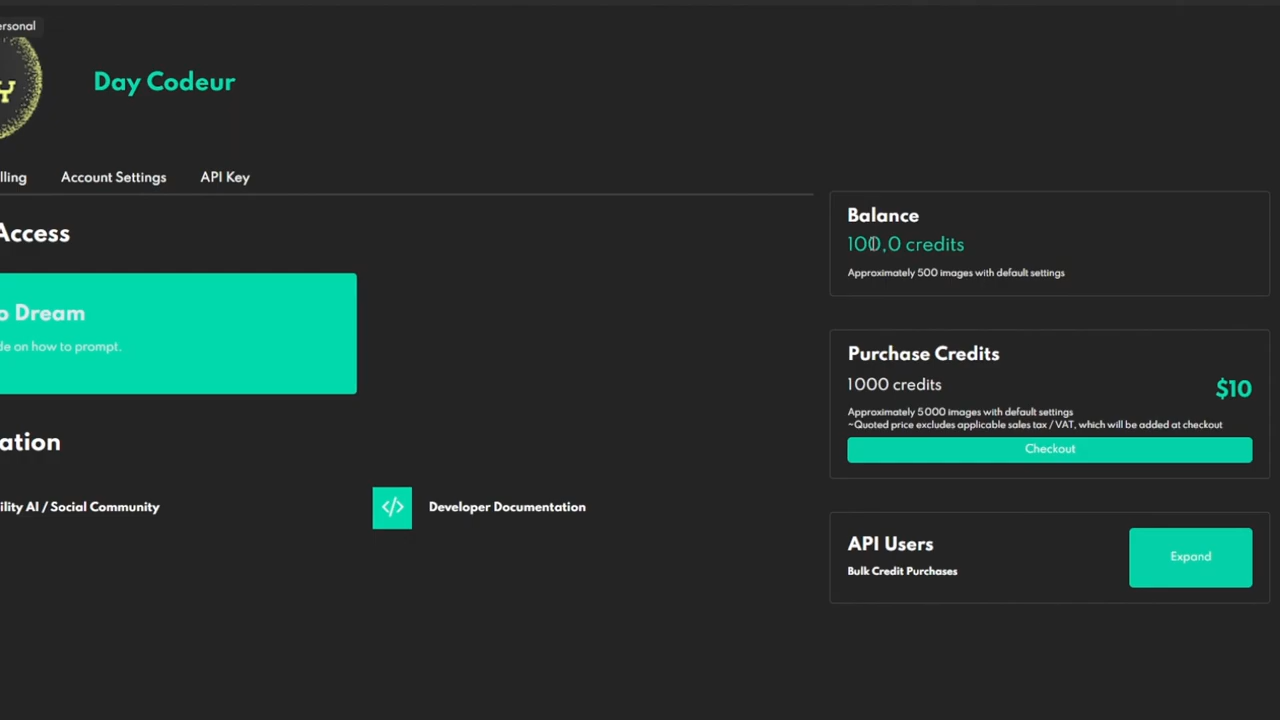 ersonal
Day Codeur
lling
Account Settings
API Key
Access
o Dream
de on how to prompt.
ation
ility AI / Social Community
Developer Documentation
Balance
100,0 credits
Approximately 500 images with default settings
Purchase Credits
1000 credits
$10
Approximately 5000 images with default settings
~Quoted price excludes applicable sales tax / VAT, which will be added at checkout
Checkout
API Users
Bulk Credit Purchases
Expand